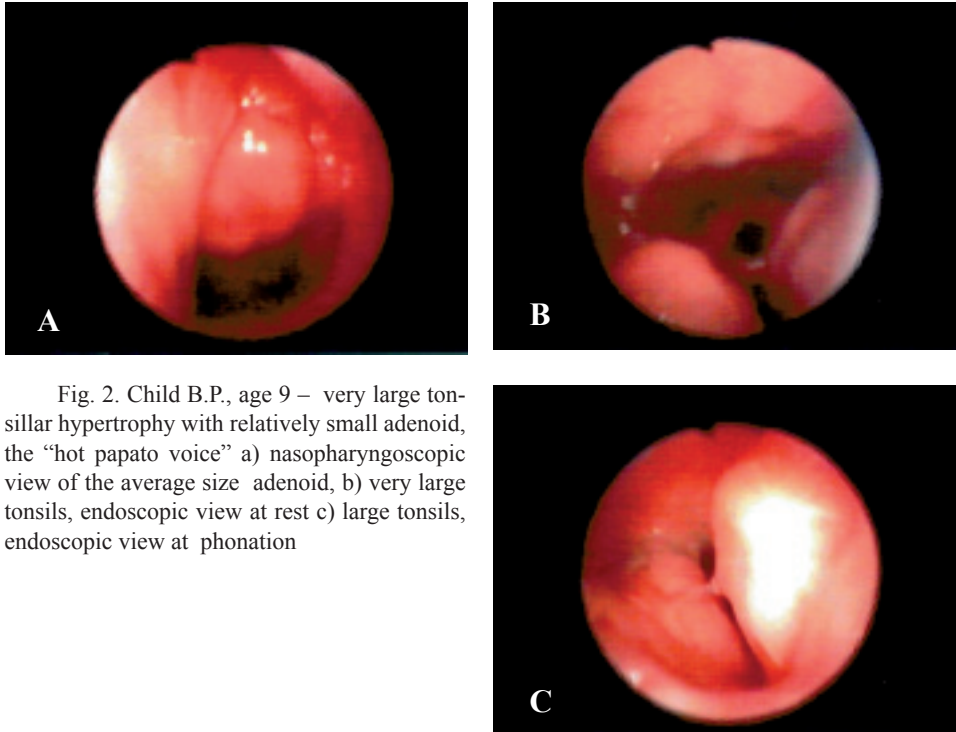 A
B
Fig. 2. Child B.P., age 9 – very large ton-
sillar hypertrophy with relatively small adenoid,
the “hot papato voice” a) nasopharyngoscopic
view of the average size adenoid, b) very large
tonsils, endoscopic view at rest c) large tonsils,
endoscopic view at phonation
C